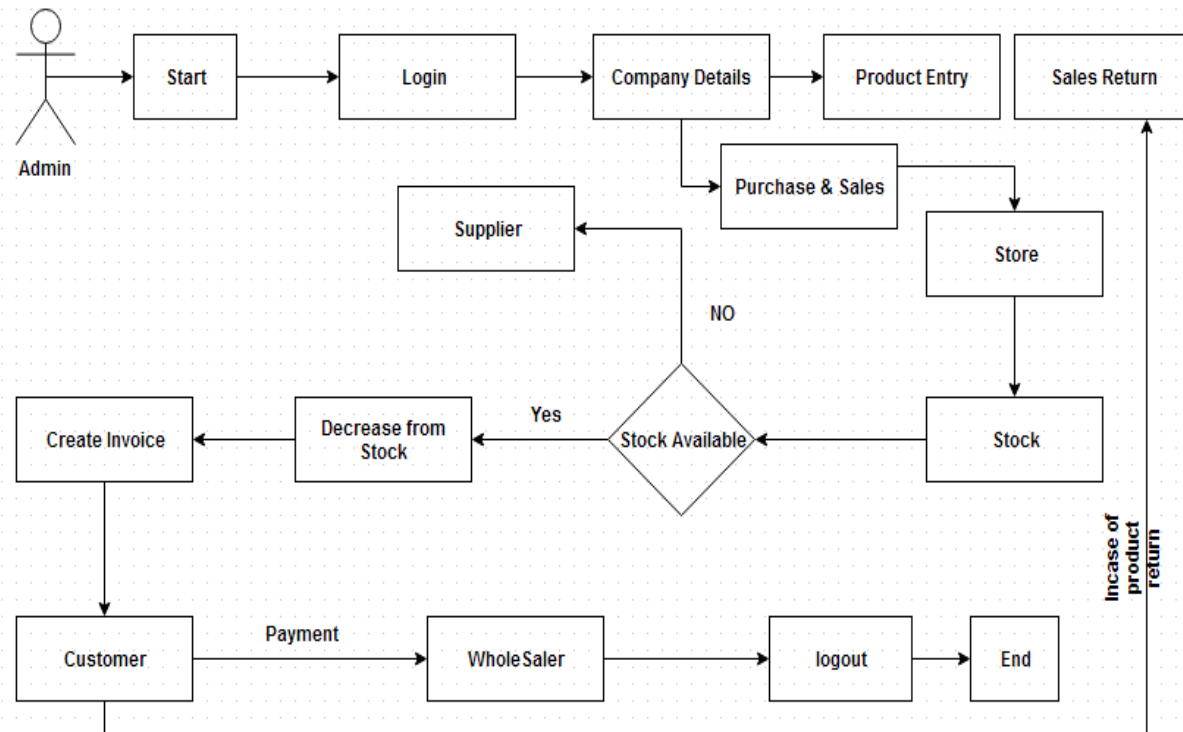 Start
Login
Company Details
Product Entry
Sales Return
Admin
Purchase & Sales
Supplier
Store
NO
Yes
Create Invoice
Decrease from
Stock
Stock Available
Stock
Incase of
product
return
Payment
Customer
WholeSaler
logout
End